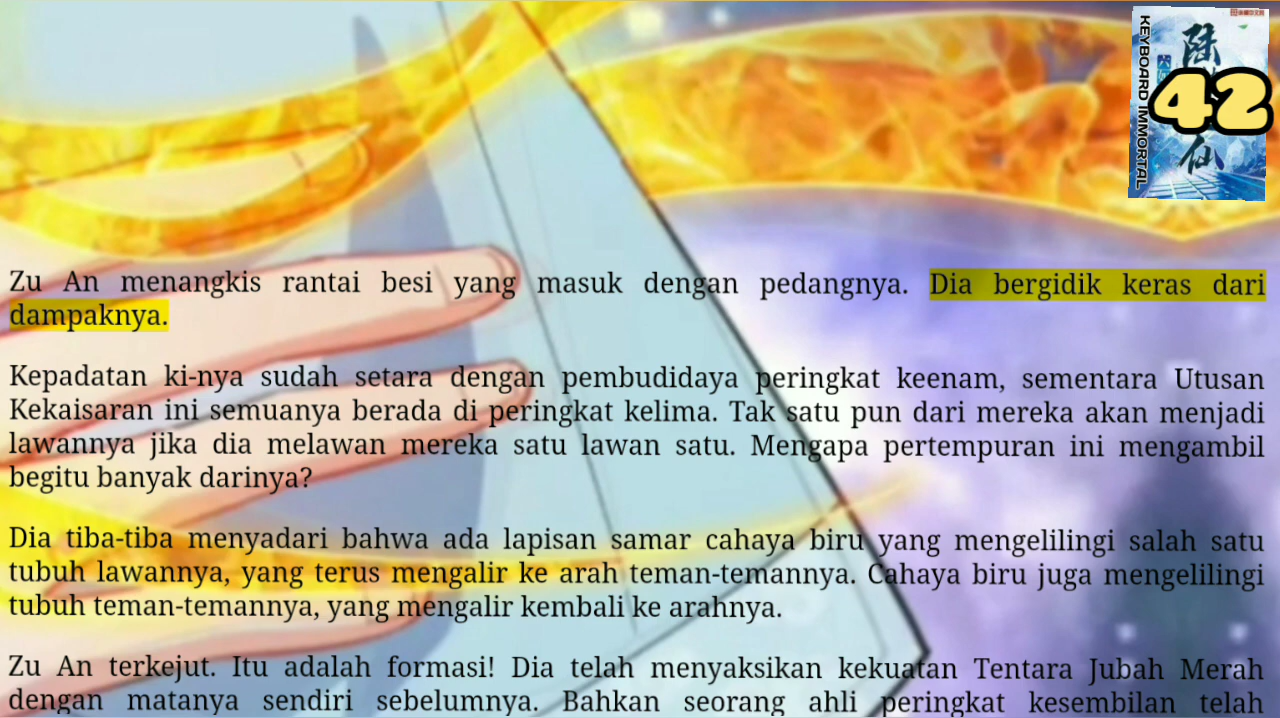 KEYBOARD IMMORTAL
42
Zu An menangkis rantai besi yang masuk dengan pedangnya. Dia bergidik keras dari
dampaknya.
Kepadatan ki-nya sudah setara dengan pembudidaya peringkat keenam, sementara Utusan
Kekaisaran ini semuanya berada di peringkat kelima. Tak satu pun dari mereka akan menjadi
lawannya jika dia melawan mereka satu lawan satu. Mengapa pertempuran ini mengambil
begitu banyak darinya?
Dia tiba-tiba menyadari bahwa ada lapisan samar cahaya biru yang mengelilingi salah satu
tubuh lawannya, yang terus mengalir ke arah teman-temannya. Cahaya biru juga mengelilingi
tubuh teman-temannya, yang mengalir kembali ke arahnya.
Zu An terkejut. Itu adalah formasi! Dia telah menyaksikan kekuatan Tentara Jubah Merah
dengan matanya sendiri sebelumnya. Bahkan seorang ahli peringkat kesembilan telah